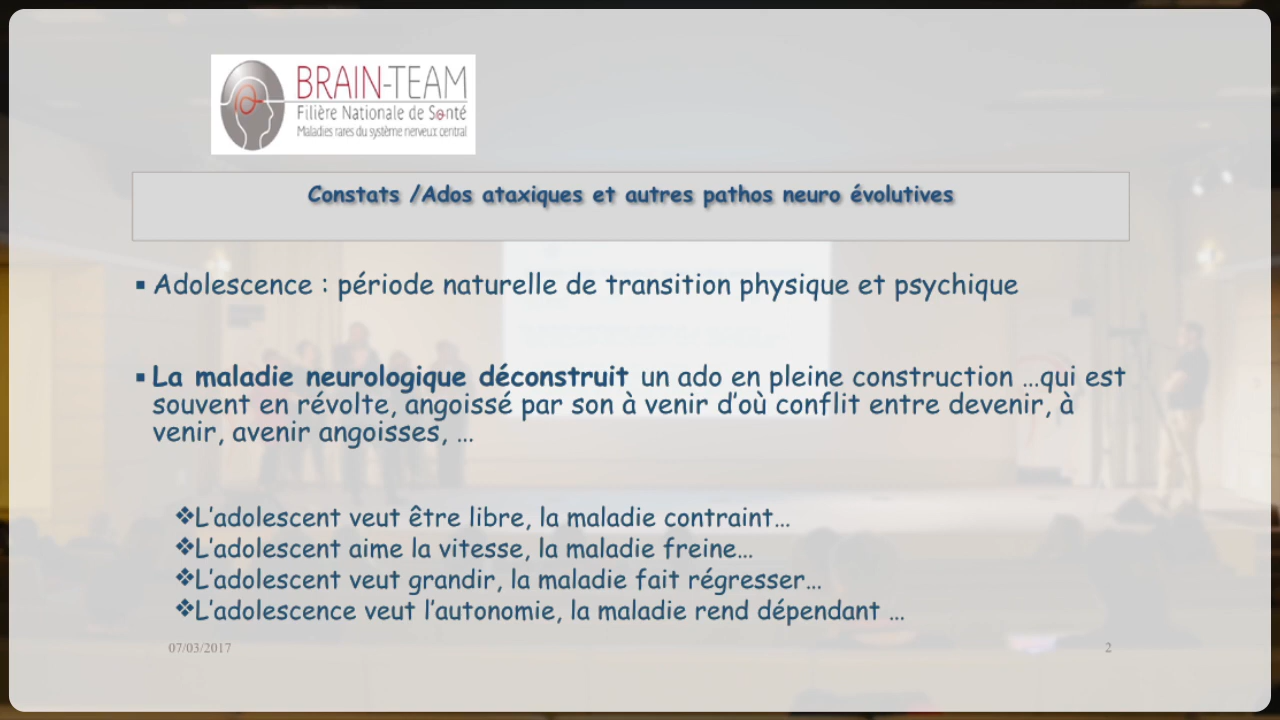 BRAIN-TEAM
Filière Nationale de Santé
Maladies rares du système nerveux central
Constats /Ados ataxiques et autres pathos neuro évolutives
▪ Adolescence : période naturelle de transition physique et psychique
▪ La maladie neurologique déconstruit un ado en pleine construction …qui est
souvent en révolte, angoissé par son à venir d’où conflit entre devenir, à
venir, avenir angoisses, …
❖L’adolescent veut être libre, la maladie contraint…
❖L’adolescent aime la vitesse, la maladie freine…
❖L’adolescent veut grandir, la maladie fait régresser…
❖L’adolescence veut l’autonomie, la maladie rend dépendant …
07/03/2017
2